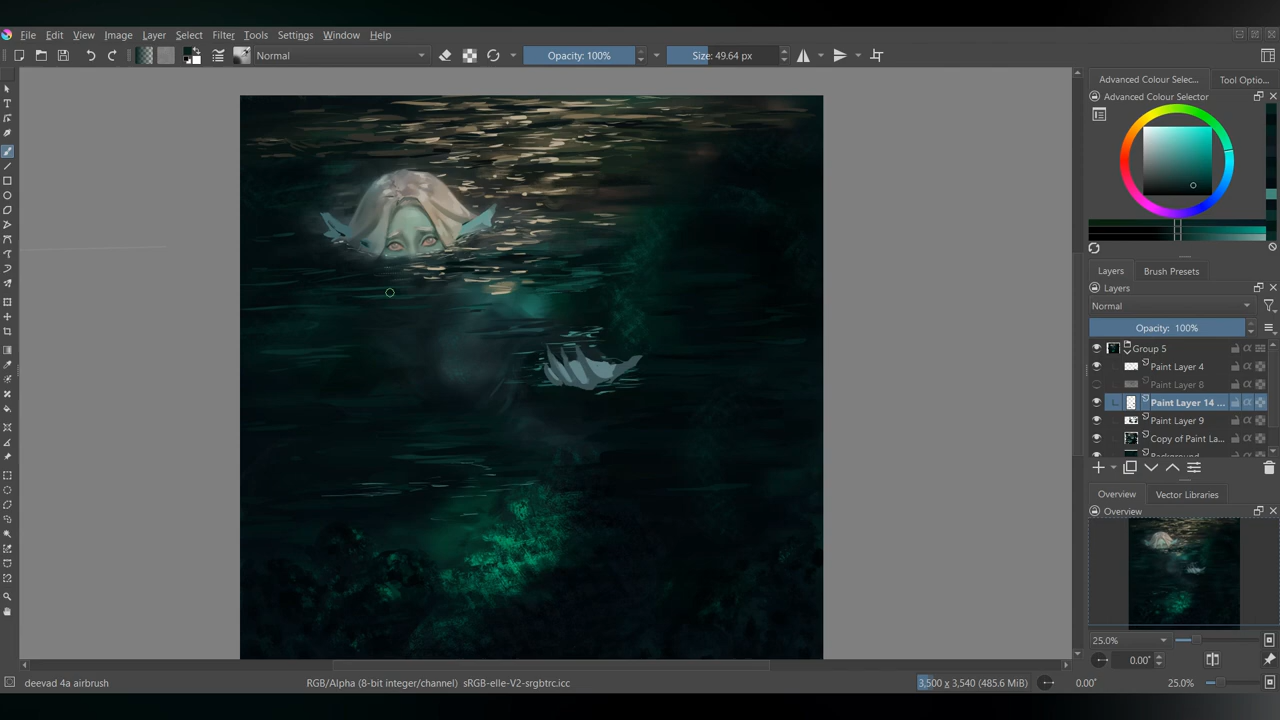 File Edit View Image Layer Select Filter Tools Settings Window Help
Normal Opacity: 100% Size: 49.64 px
Advanced Colour Selec... Tool Optio...
Advanced Colour Selector
Layers Brush Presets
Layers
Normal
Opacity: 100%
Group 5
Paint Layer 4
Paint Layer 8
Paint Layer 14 ...
Paint Layer 9
Copy of Paint La...
Background
Overview Vector Libraries
Overview
25.0%
0.00°
deevad 4a airbrush RGB/Alpha (8-bit integer/channel) sRGB-elle-V2-srgbtrc.icc 3,500 x 3,540 (485.6 MiB) 0.00° 25.0%